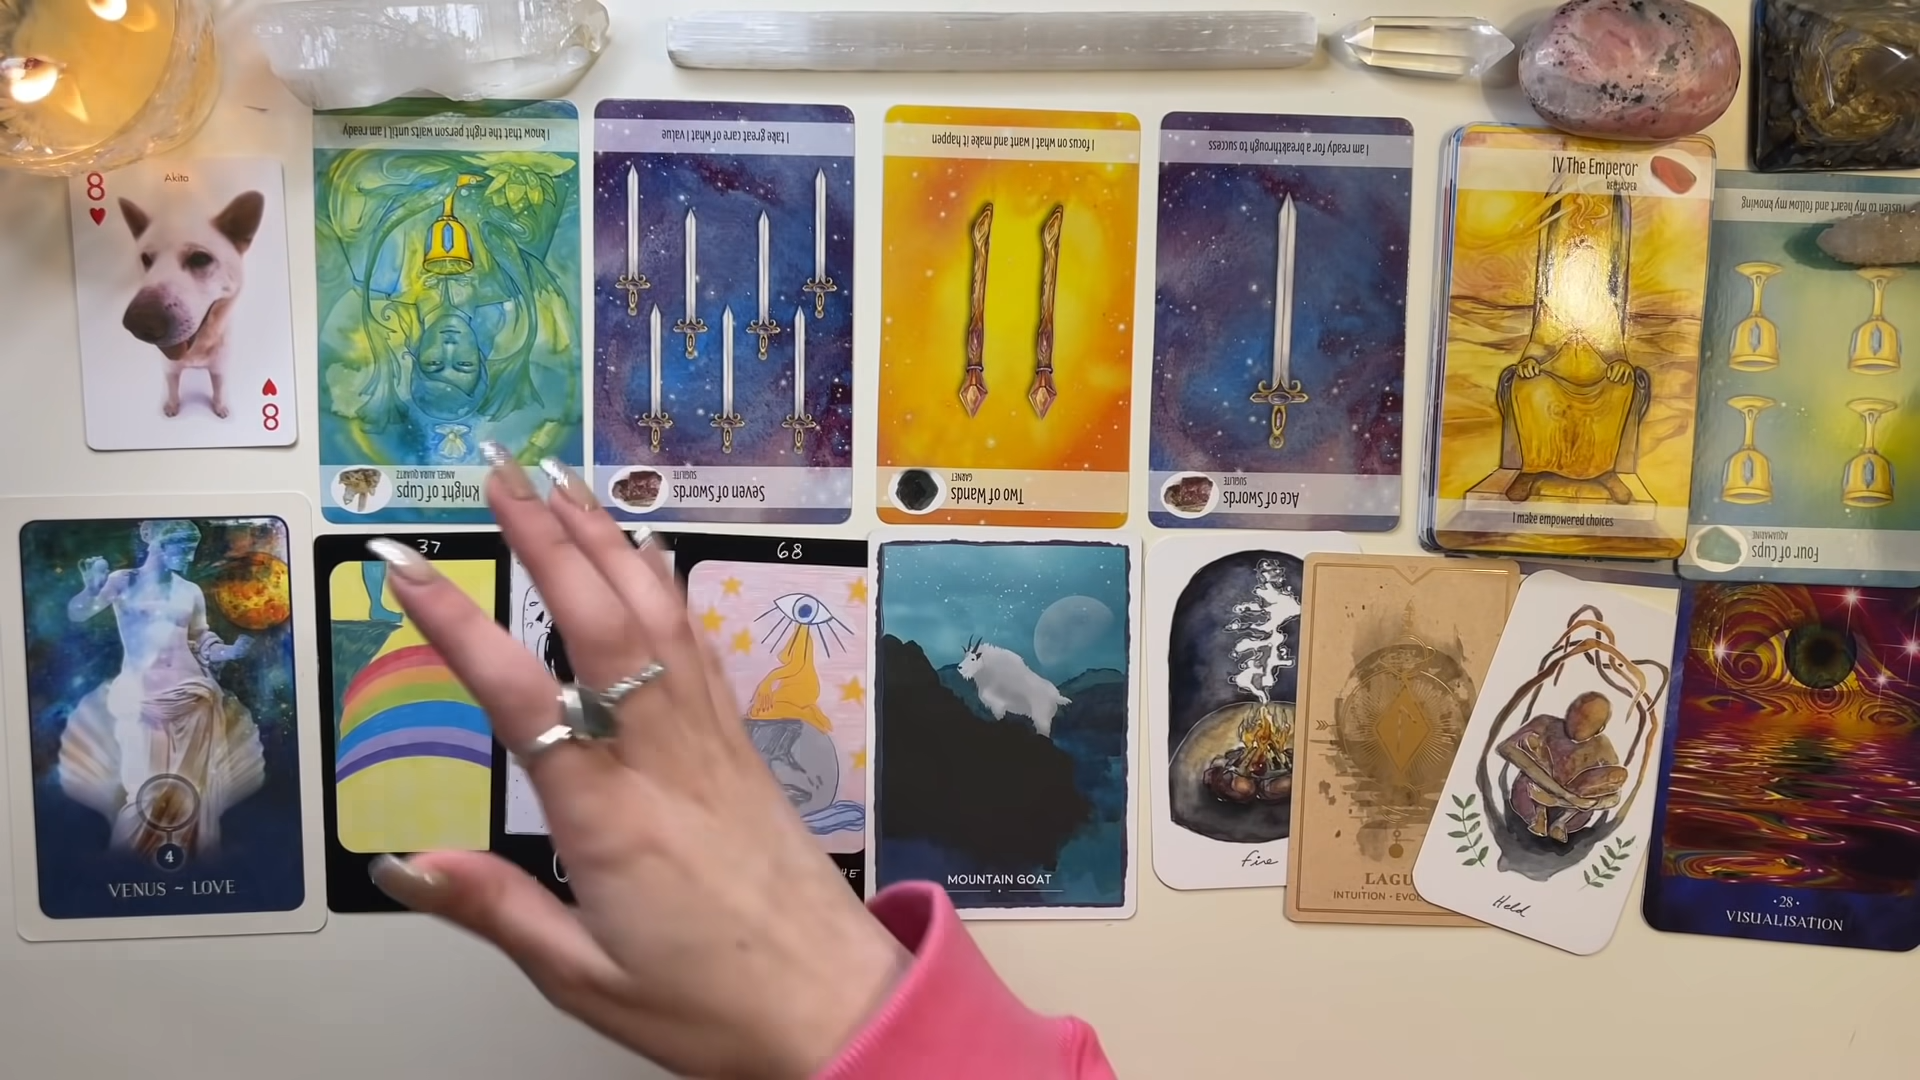 8
Akita
8
I know that the right person waits until I am ready
ANGEL AURA QUARTZ
Knight of Cups
I take great care of what I value
SUGILITE
Seven of Swords
I focus on what I want and make it happen
GARNET
Two of Wands
I am ready for a breakthrough to success
SUGILITE
Ace of Swords
IV The Emperor
RED JASPER
I make empowered choices
I listen to my heart and follow my knowing
AQUAMARINE
Four of Cups
4
VENUS ~ LOVE
37
68
MOUNTAIN GOAT
Fire
LAGU
INTUITION •
Held
• 28 •
VISUALISATION